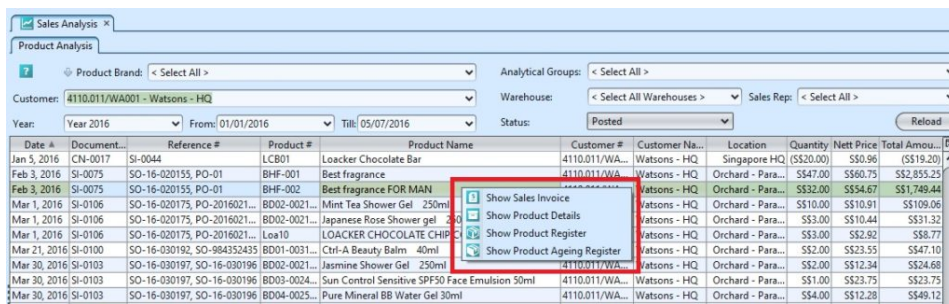 Sales Analysis ×
Product Analysis
? Product Brand: < Select All > Analytical Groups: < Select All >
Customer: 4110.011/WA001 - Watsons - HQ Warehouse: < Select All Warehouses > Sales Rep: < Select All >
Year: Year 2016 From: 01/01/2016 Till: 05/07/2016 Status: Posted Reload
Date Document... Reference # Product # Product Name Customer # Customer Na... Location Quantity Nett Price Total Amou...
Jan 5, 2016 CN-0017 SI-0044 LCB01 Loacker Chocolate Bar 4110.011/WA... Watsons - HQ Singapore HQ (S$20.00) S$0.96 (S$19.20)
Feb 3, 2016 SI-0075 SO-16-020155, PO-01 BHF-001 Best fragrance 4110.011/WA... Watsons - HQ Orchard - Para... S$47.00 S$60.75 S$2,855.25
Feb 3, 2016 SI-0075 SO-16-020155, PO-01 BHF-002 Best fragrance FOR MAN 4110.011/WA... Watsons - HQ Orchard - Para... S$32.00 S$54.67 S$1,749.44
Mar 1, 2016 SI-0106 SO-16-020175, PO-2016021... BD02-0021... Mint Tea Shower Gel 250ml Watsons - HQ Orchard - Para... S$10.00 S$10.91 S$109.06
Mar 1, 2016 SI-0106 SO-16-020175, PO-2016021... BD02-0021... Japanese Rose Shower gel Watsons - HQ Orchard - Para... S$3.00 S$10.44 S$31.32
Mar 1, 2016 SI-0106 SO-16-020175, PO-2016021... Loa10 LOACKER CHOCOLATE CHIP Watsons - HQ Orchard - Para... S$3.00 S$2.92 S$8.77
Mar 21, 2016 SI-0100 SO-16-030192, SO-984352435 BD01-0031... Ctrl-A Beauty Balm 40ml Watsons - HQ Orchard - Para... S$2.00 S$23.55 S$47.10
Mar 30, 2016 SI-0103 SO-16-030197, SO-16-030196 BD02-0021... Jasmine Shower Gel 250ml 4110.011/WA... Watsons - HQ Orchard - Para... S$2.00 S$12.34 S$24.68
Mar 30, 2016 SI-0103 SO-16-030197, SO-16-030196 BD03-0024... Sun Control Sensitive SPF50 Face Emulsion 50ml 4110.011/WA... Watsons - HQ Orchard - Para... S$1.00 S$23.75 S$23.75
Mar 30, 2016 SI-0103 SO-16-030197, SO-16-030196 BD04-0025... Pure Mineral BB Water Gel 30ml 4110.011/WA... Watsons - HQ Orchard - Para... S$4.00 S$12.28 S$49.12
Show Sales Invoice
Show Product Details
Show Product Register
Show Product Ageing Register